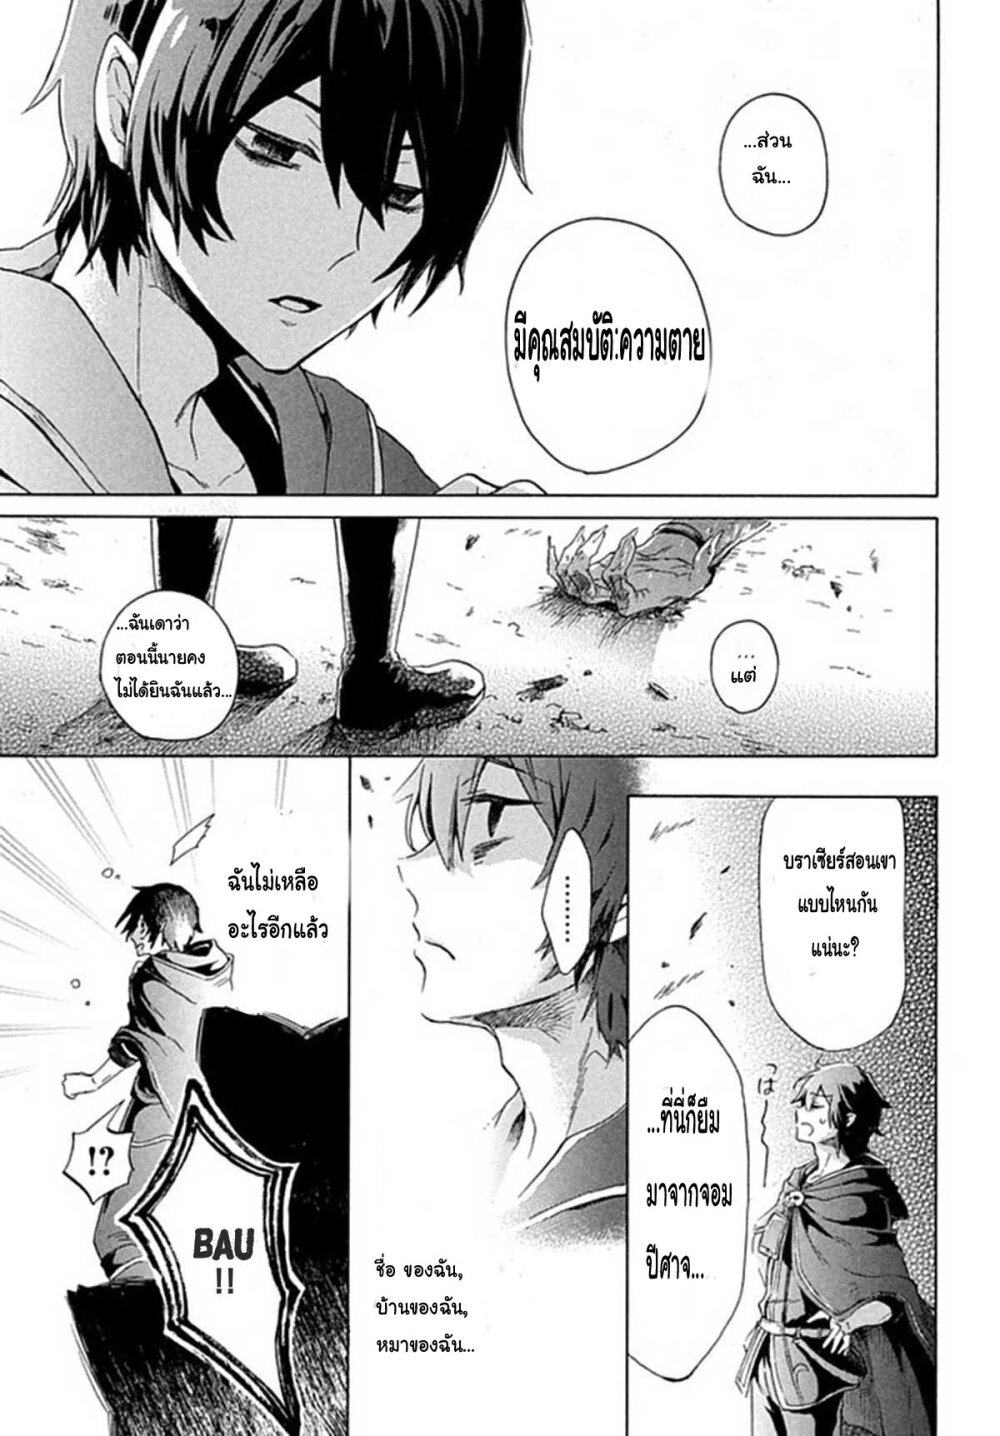 ...ส่วน
ฉัน...
มีคุณสมบัติ:ความตาย
...
แต่
...ฉันเดาว่า
ตอนนี้นายคง
ไม่ได้ยินฉันแล้ว...
บราเซียร์สอนเขา
แบบไหนกัน
แน่นะ?
...ที่นี่ก็ยืม
มาจากจอม
ปีศาจ...
はー
.........
ชื่อ ของฉัน,
บ้านของฉัน,
หมาของฉัน...
ฉันไม่เหลือ
อะไรอีกแล้ว
!?
BAU
!!